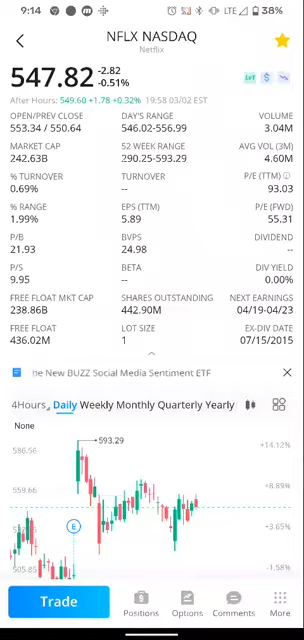 9:14 LTE 38%
NFLX NASDAQ
Netflix
547.82 -2.82
-0.51%
Lv1 $
After Hours: 549.60 +1.78 +0.32% 19:58 03/02 EST
OPEN/PREV CLOSE DAY'S RANGE VOLUME
553.34 / 550.64 546.02-556.99 3.04M
MARKET CAP 52 WEEK RANGE AVG VOL (3M)
242.63B 290.25-593.29 4.60M
% TURNOVER TURNOVER P/E (TTM)
0.69% -- 93.03
% RANGE EPS (TTM) P/E (FWD)
1.99% 5.89 55.31
P/B BVPS DIVIDEND
21.93 24.98 --
P/S BETA DIV YIELD
9.95 -- 0.00%
FREE FLOAT MKT CAP SHARES OUTSTANDING NEXT EARNINGS
238.86B 442.90M 04/19-04/23
FREE FLOAT LOT SIZE EX-DIV DATE
436.02M 1 07/15/2015
New BUZZ Social Media Sentiment ETF
4Hours Daily Weekly Monthly Quarterly Yearly
None
593.29 +14.12%
586.56
559.66 +8.89%
E +3.65%
505.85 -1.58%
Trade Positions Options Comments More